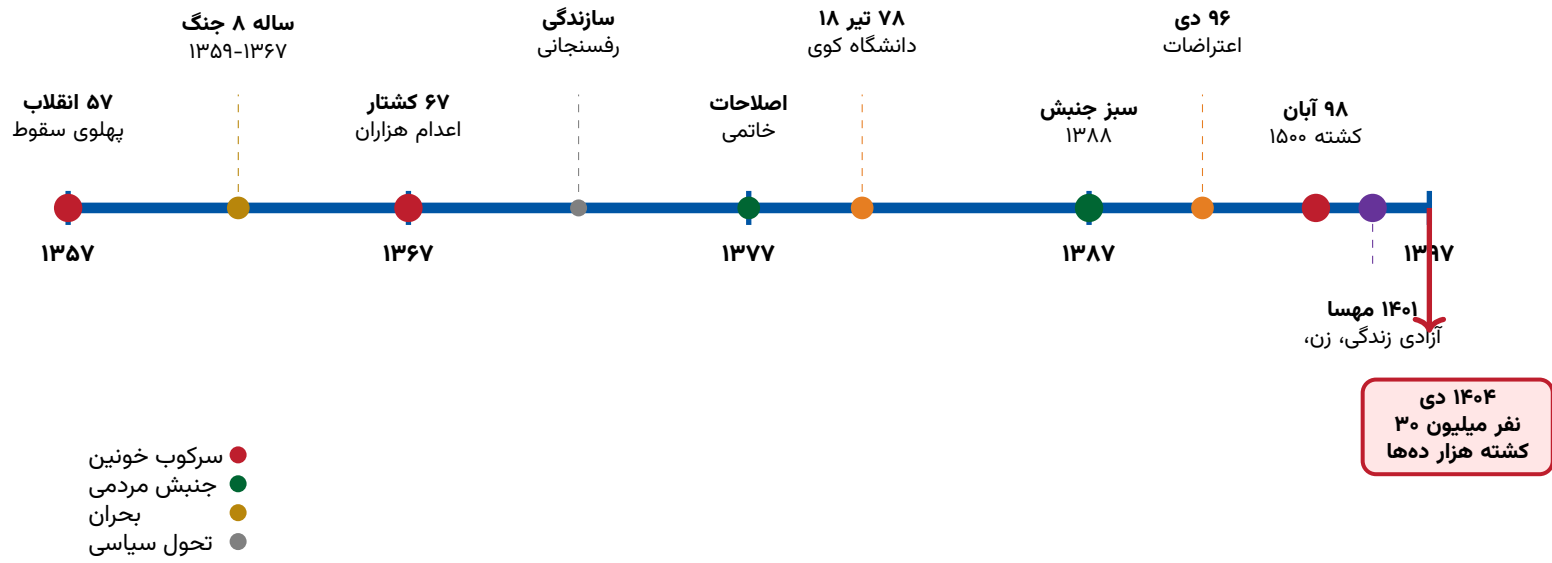 ساله ۸ جنگ
۱۳۵۹-۱۳۶۷
سازندگی
رفسنجانی
۷۸ تیر ۱۸
دانشگاه کوی
۹۶ دی
اعتراضات
۵۷ انقلاب
پهلوی سقوط
۶۷ کشتار
اعدام هزاران
اصلاحات
خاتمی
سبز جنبش
۱۳۸۸
۹۸ آبان
کشته ۱۵۰۰
۱۳۵۷
۱۳۶۷
۱۳۷۷
۱۳۸۷
۱۳۹۷
۱۴۰۱ مهسا
آزادی زندگی، زن،
۱۴۰۴ دی
نفر میلیون ۳۰
کشته هزار ده‌ها
سرکوب خونین
جنبش مردمی
بحران
تحول سیاسی